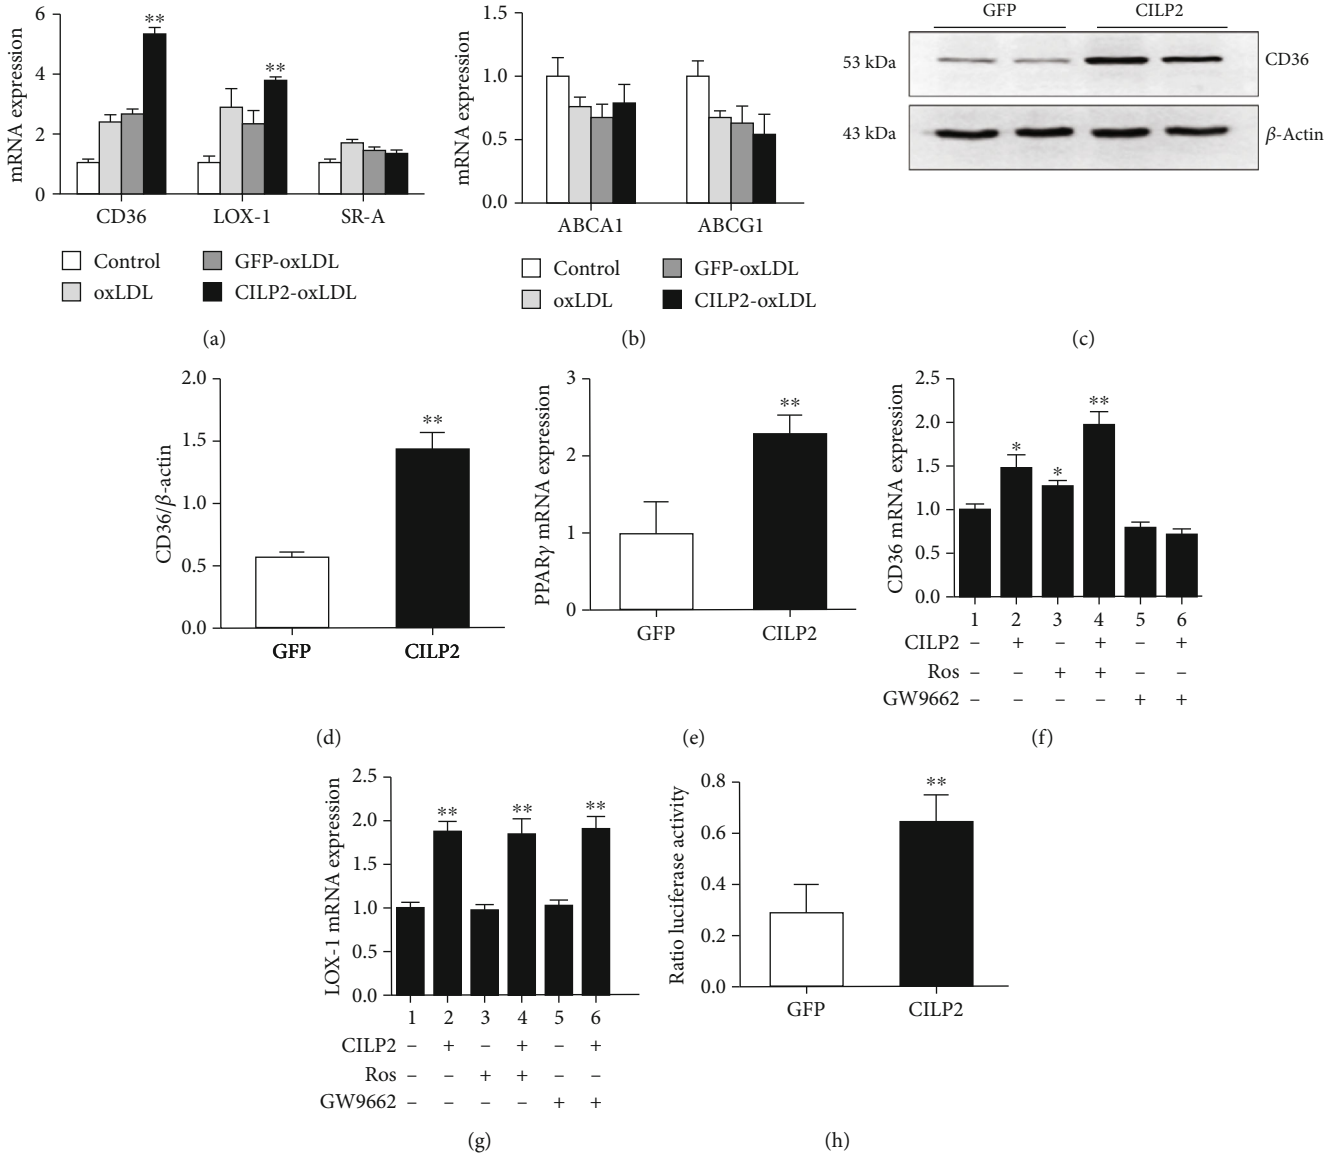 mRNA expression
6
4
2
0
**
**
CD36 LOX-1 SR-A
Control GFP-oxLDL
oxLDL CILP2-oxLDL
(a)
mRNA expression
1.5
1.0
0.5
0.0
ABCA1 ABCG1
Control GFP-oxLDL
oxLDL CILP2-oxLDL
(b)
GFP CILP2
53 kDa CD36
43 kDa β-Actin
(c)
CD36/β-actin
2.0
1.5
1.0
0.5
0.0
**
GFP CILP2
(d)
PPARγ mRNA expression
3
2
1
0
**
GFP CILP2
(e)
CD36 mRNA expression
2.5
2.0
1.5
1.0
0.5
0.0
* * **
1 2 3 4 5 6
CILP2 – + – + – +
Ros – – + + – –
GW9662 – – – – + +
(f)
LOX-1 mRNA expression
2.5
2.0
1.5
1.0
0.5
0.0
** ** **
1 2 3 4 5 6
CILP2 – + – + – +
Ros – – + + – –
GW9662 – – – – + +
(g)
Ratio luciferase activity
0.8
0.6
0.4
0.2
0.0
**
GFP CILP2
(h)